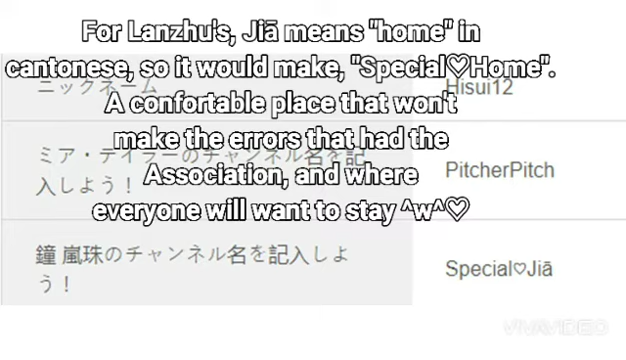 For Lanzhu's, Jiā means "home" in
cantonese, so it would make, "Special♡Home".
A confortable place that won't
make the errors that had the
Association, and where
everyone will want to stay ^w^♡
ニックネーム
Hisui12
ミア・テイラーのチャンネル名を記
入しよう！
PitcherPitch
鐘 嵐珠のチャンネル名を記入しよ
う！
Special♡Jiā
VIVAVIDEO